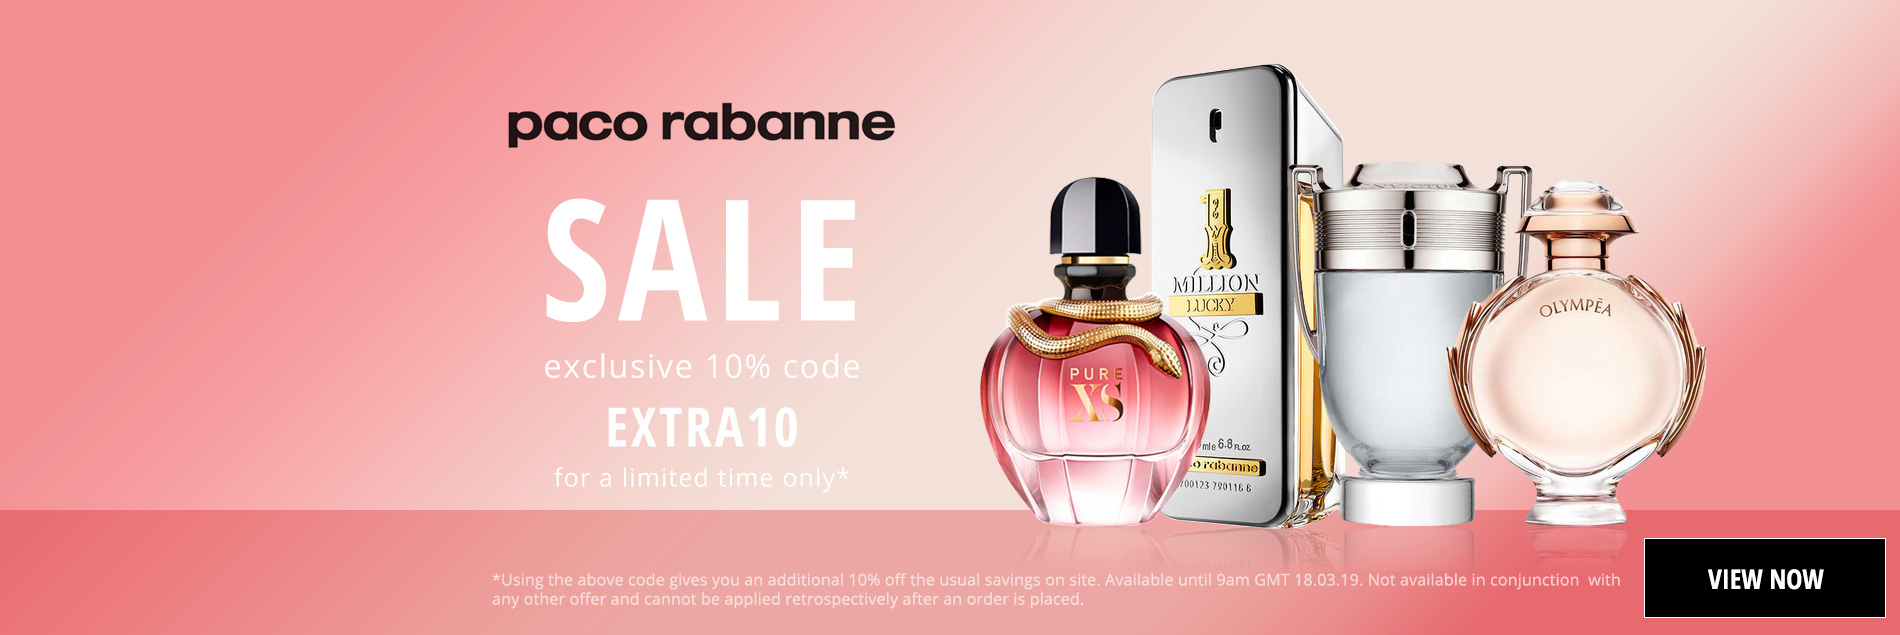 paco rabanne
SALE
exclusive 10% code
EXTRA10
for a limited time only*
PURE
XS
1
MILLION
LUCKY
6.8 FL.OZ.
rabanne
INVICTUS
OLYMPĒA
*Using the above code gives you an additional 10% off the usual savings on site. Available until 9am GMT 18.03.19. Not available in conjunction with
any other offer and cannot be applied retrospectively after an order is placed.
VIEW NOW